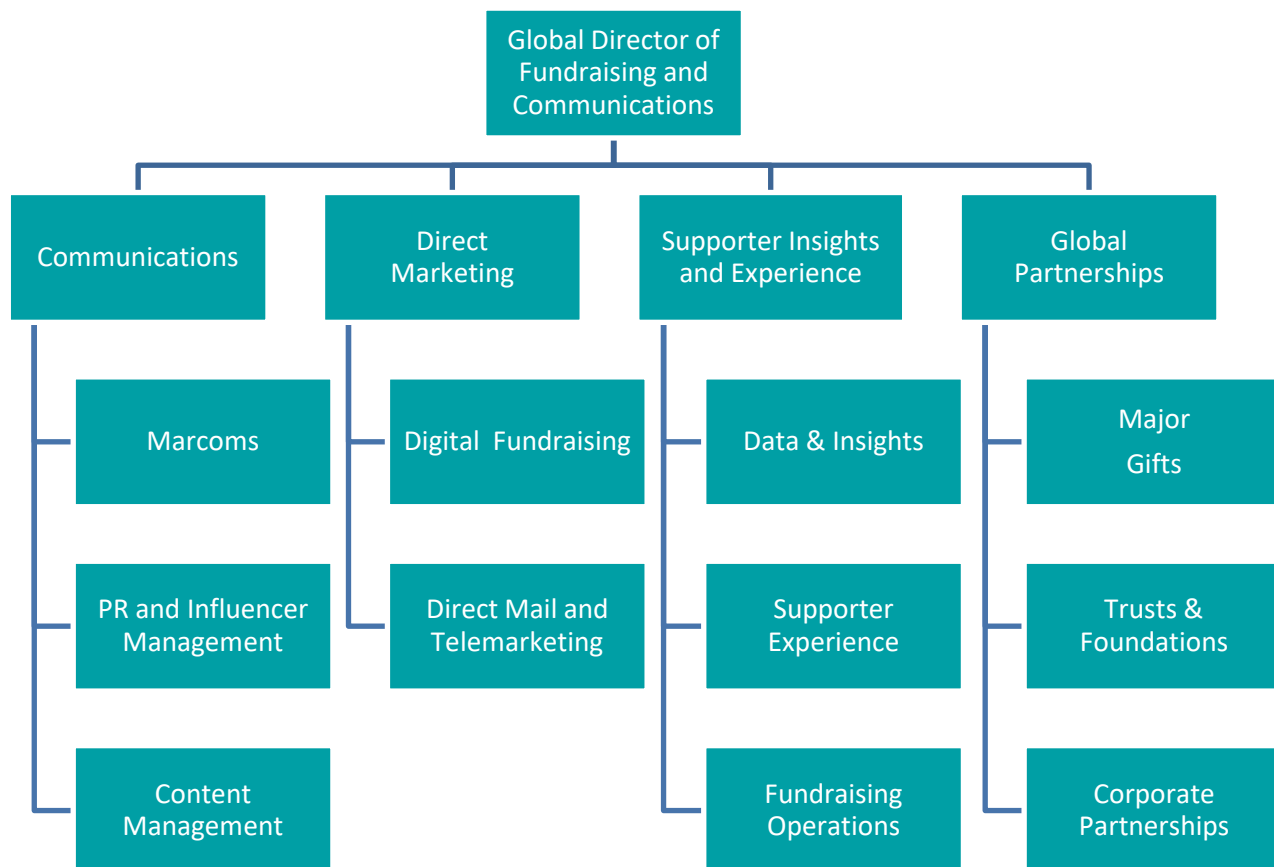 Global Director of
Fundraising and
Communications
Communications
Direct
Marketing
Supporter Insights
and Experience
Global
Partnerships
Marcoms
Digital  Fundraising
Data & Insights
Major
Gifts
PR and Influencer
Management
Direct Mail and
Telemarketing
Supporter
Experience
Trusts &
Foundations
Content
Management
Fundraising
Operations
Corporate
Partnerships